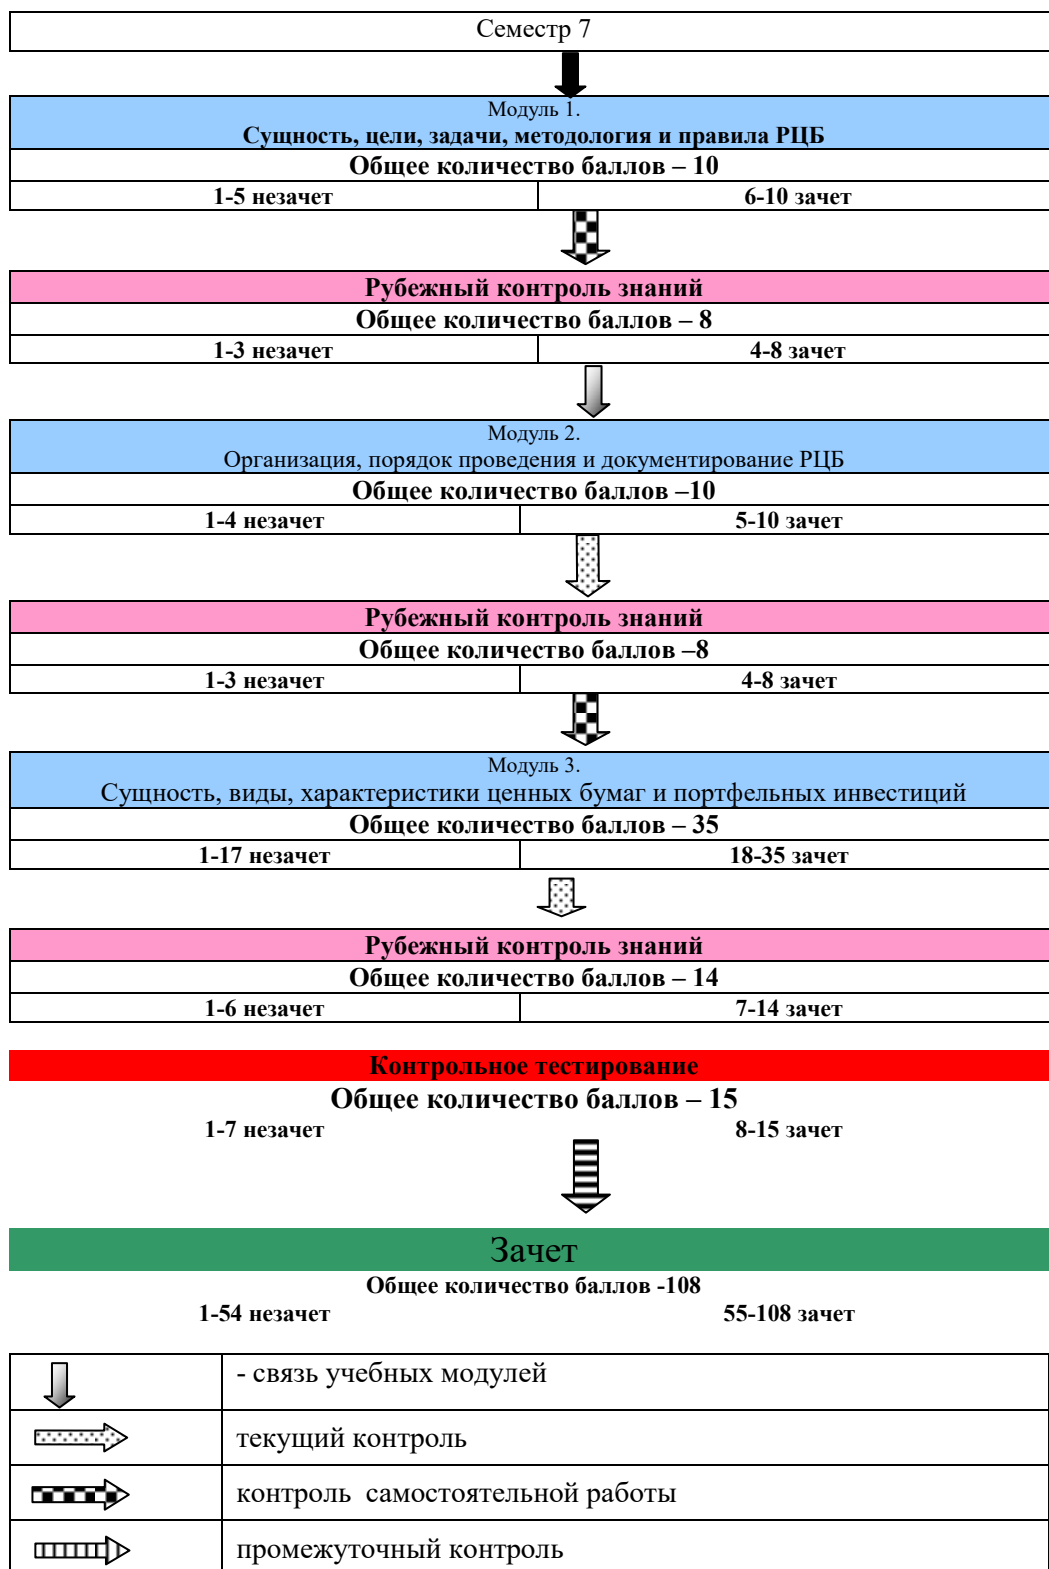 Семестр 7
Модуль 1.
Сущность, цели, задачи, методология и правила РЦБ
Общее количество баллов – 10
1-5 незачет 6-10 зачет
Рубежный контроль знаний
Общее количество баллов – 8
1-3 незачет 4-8 зачет
Модуль 2.
Организация, порядок проведения и документирование РЦБ
Общее количество баллов –10
1-4 незачет 5-10 зачет
Рубежный контроль знаний
Общее количество баллов –8
1-3 незачет 4-8 зачет
Модуль 3.
Сущность, виды, характеристики ценных бумаг и портфельных инвестиций
Общее количество баллов – 35
1-17 незачет 18-35 зачет
Рубежный контроль знаний
Общее количество баллов – 14
1-6 незачет 7-14 зачет
Контрольное тестирование
Общее количество баллов – 15
1-7 незачет 8-15 зачет
Зачет
Общее количество баллов -108
1-54 незачет 55-108 зачет
- связь учебных модулей
текущий контроль
контроль самостоятельной работы
промежуточный контроль